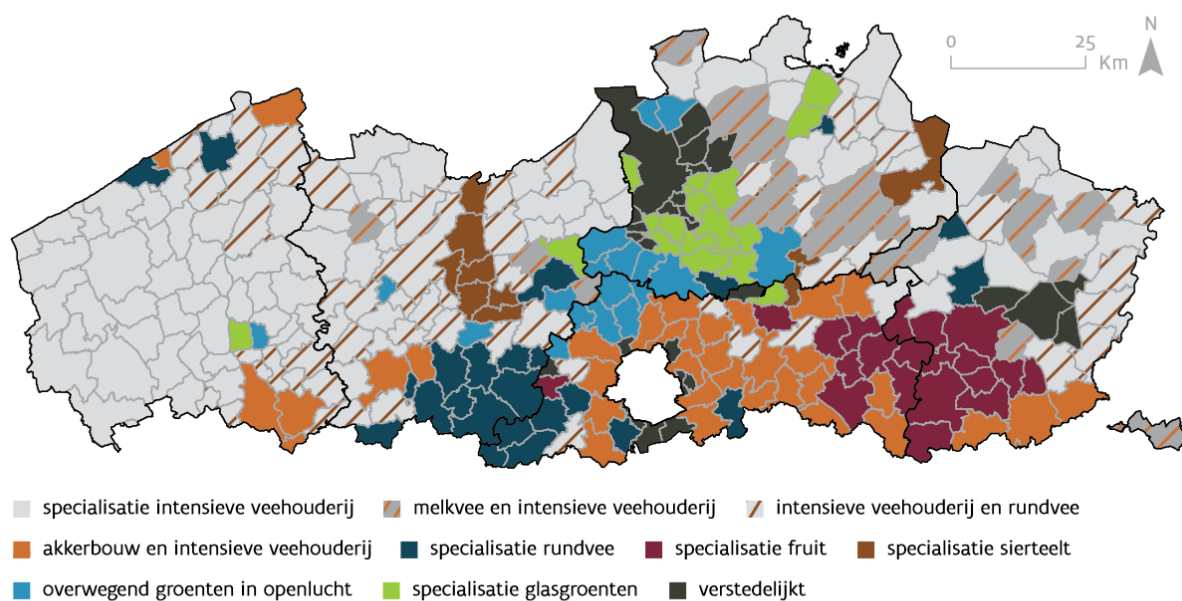 N
0 25
Km
specialisatie intensieve veehouderij melkvee en intensieve veehouderij intensieve veehouderij en rundvee
akkerbouw en intensieve veehouderij specialisatie rundvee specialisatie fruit specialisatie sierteelt
overwegend groenten in openlucht specialisatie glasgroenten verstedelijkt